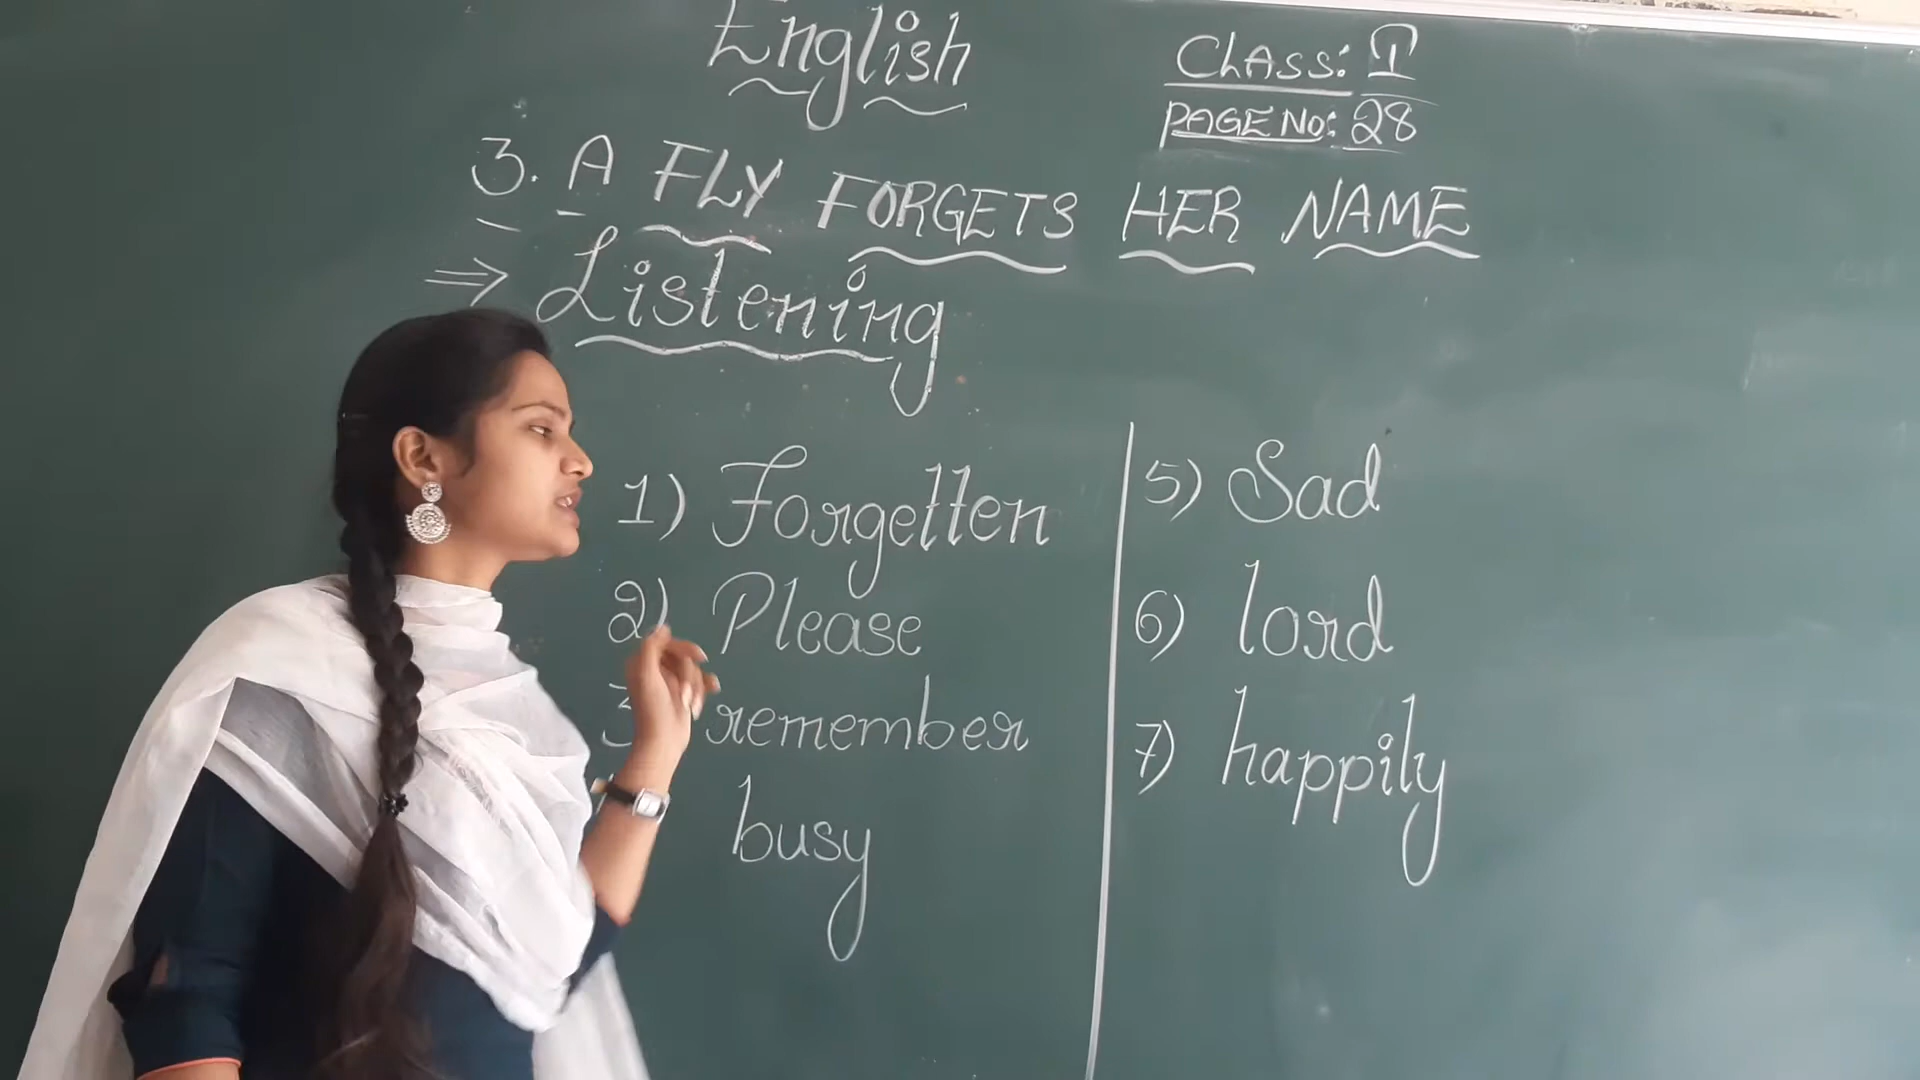 English
CLASS: I
PAGE NO: 28
3. A FLY FORGETS HER NAME
⇒ Listening
1) Forgetten
2) Please
3 remember
busy
5) Sad
6) lord
7) happily